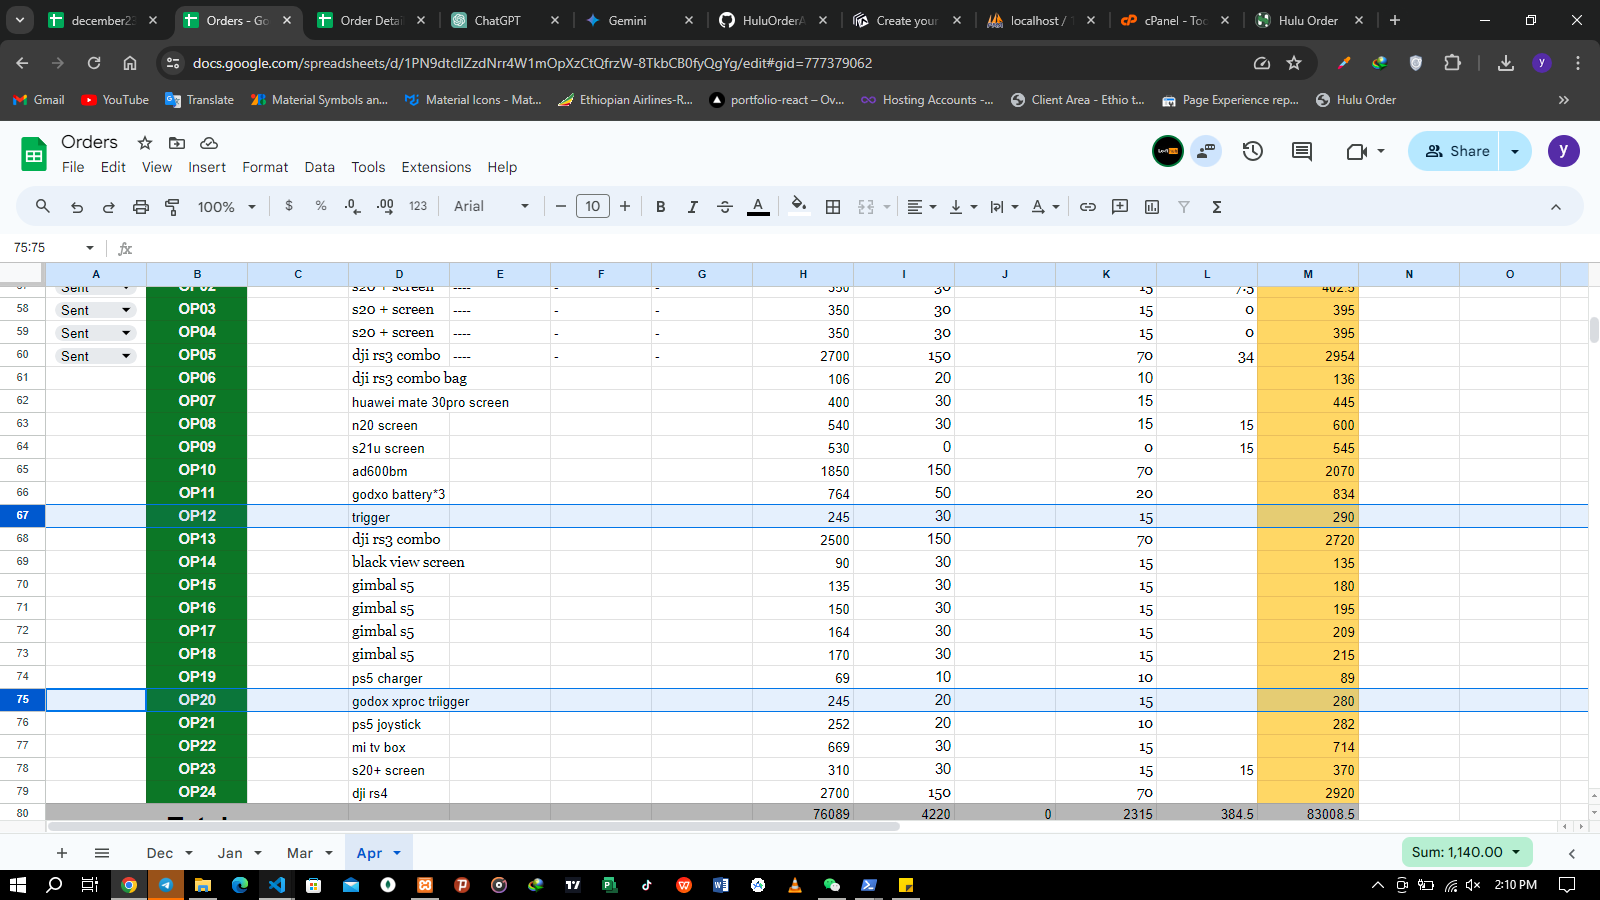 december23
Orders - Go
Order Detai
ChatGPT
Gemini
HuluOrderA
Create your
localhost /
cPanel - Too
Hulu Order
docs.google.com/spreadsheets/d/1PN9dtcllZzdNrr4W1mOpXzCtQfrzW-8TkbCB0fyQgYg/edit#gid=777379062
y
Gmail
YouTube
Translate
Material Symbols an...
Material Icons - Mat...
Ethiopian Airlines-R...
portfolio-react – Ov...
Hosting Accounts -...
Client Area - Ethio t...
Page Experience rep...
Hulu Order
»
Orders
File Edit View Insert Format Data Tools Extensions Help
Share
y
100% $ % .0 .00 123 Arial − 10 + B I A Σ
75:75 fx
A B C D E F G H I J K L M N O
57 Sent OP02 s20 + screen ---- - - 350 30 15 7.5 402.5
58 Sent OP03 s20 + screen ---- - - 350 30 15 0 395
59 Sent OP04 s20 + screen ---- - - 350 30 15 0 395
60 Sent OP05 dji rs3 combo ---- - - 2700 150 70 34 2954
61 OP06 dji rs3 combo bag 106 20 10 136
62 OP07 huawei mate 30pro screen 400 30 15 445
63 OP08 n20 screen 540 30 15 15 600
64 OP09 s21u screen 530 0 0 15 545
65 OP10 ad600bm 1850 150 70 2070
66 OP11 godxo battery*3 764 50 20 834
67 OP12 trigger 245 30 15 290
68 OP13 dji rs3 combo 2500 150 70 2720
69 OP14 black view screen 90 30 15 135
70 OP15 gimbal s5 135 30 15 180
71 OP16 gimbal s5 150 30 15 195
72 OP17 gimbal s5 164 30 15 209
73 OP18 gimbal s5 170 30 15 215
74 OP19 ps5 charger 69 10 10 89
75 OP20 godox xproc triigger 245 20 15 280
76 OP21 ps5 joystick 252 20 10 282
77 OP22 mi tv box 669 30 15 714
78 OP23 s20+ screen 310 30 15 15 370
79 OP24 dji rs4 2700 150 70 2920
80 76089 4220 0 2315 384.5 83008.5
+ Dec Jan Mar Apr Sum: 1,140.00
2:10 PM